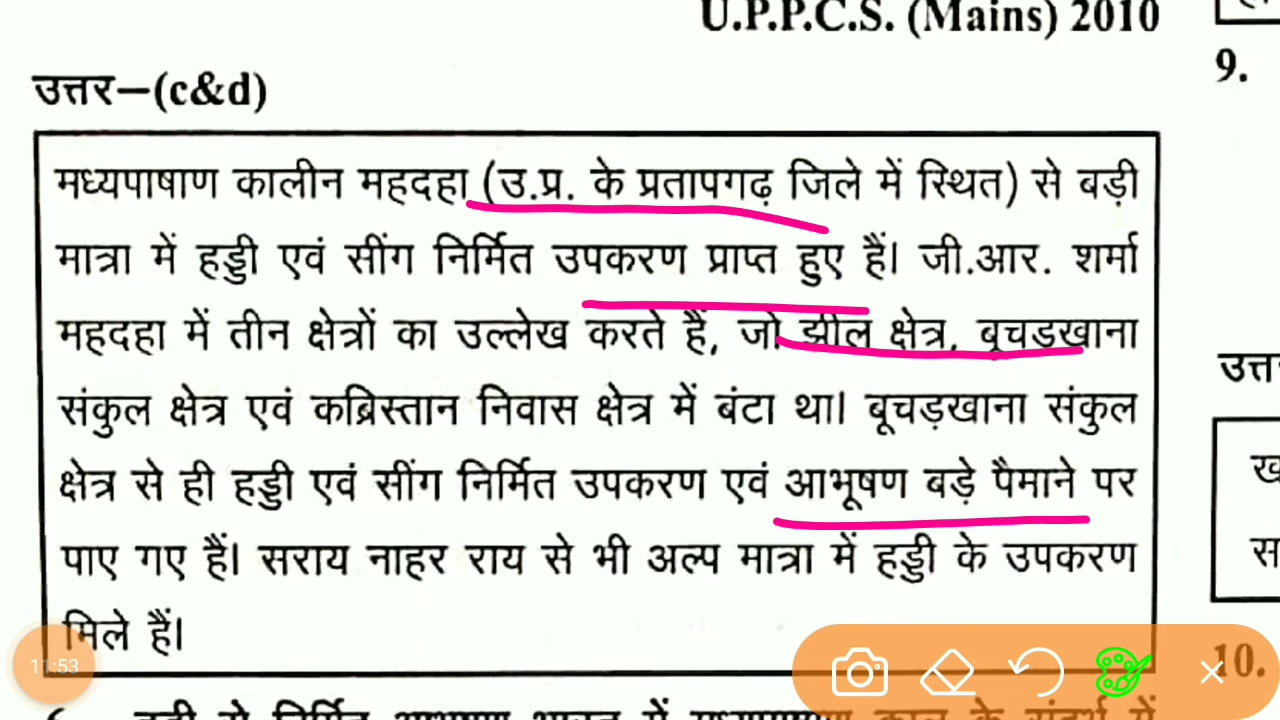 U.P.P.C.S. (Mains) 2010
उत्तर–(c&d)
मध्यपाषाण कालीन महदहा (उ.प्र. के प्रतापगढ़ जिले में स्थित) से बड़ी
मात्रा में हड्डी एवं सींग निर्मित उपकरण प्राप्त हुए हैं। जी.आर. शर्मा
महदहा में तीन क्षेत्रों का उल्लेख करते हैं, जो झील क्षेत्र, बूचड़खाना
संकुल क्षेत्र एवं कब्रिस्तान निवास क्षेत्र में बंटा था। बूचड़खाना संकुल
क्षेत्र से ही हड्डी एवं सींग निर्मित उपकरण एवं आभूषण बड़े पैमाने पर
पाए गए हैं। सराय नाहर राय से भी अल्प मात्रा में हड्डी के उपकरण
मिले हैं।
11:53
9.
उत्त
ख
स
10.